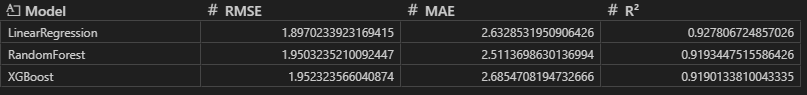 Model # RMSE # MAE # R²
LinearRegression 1.8970233923169415 2.6328531950906426 0.927806724857026
RandomForest 1.9503235210092447 2.5113698630136994 0.9193447515586426
XGBoost 1.952323566040874 2.6854708194732666 0.9190133810043335